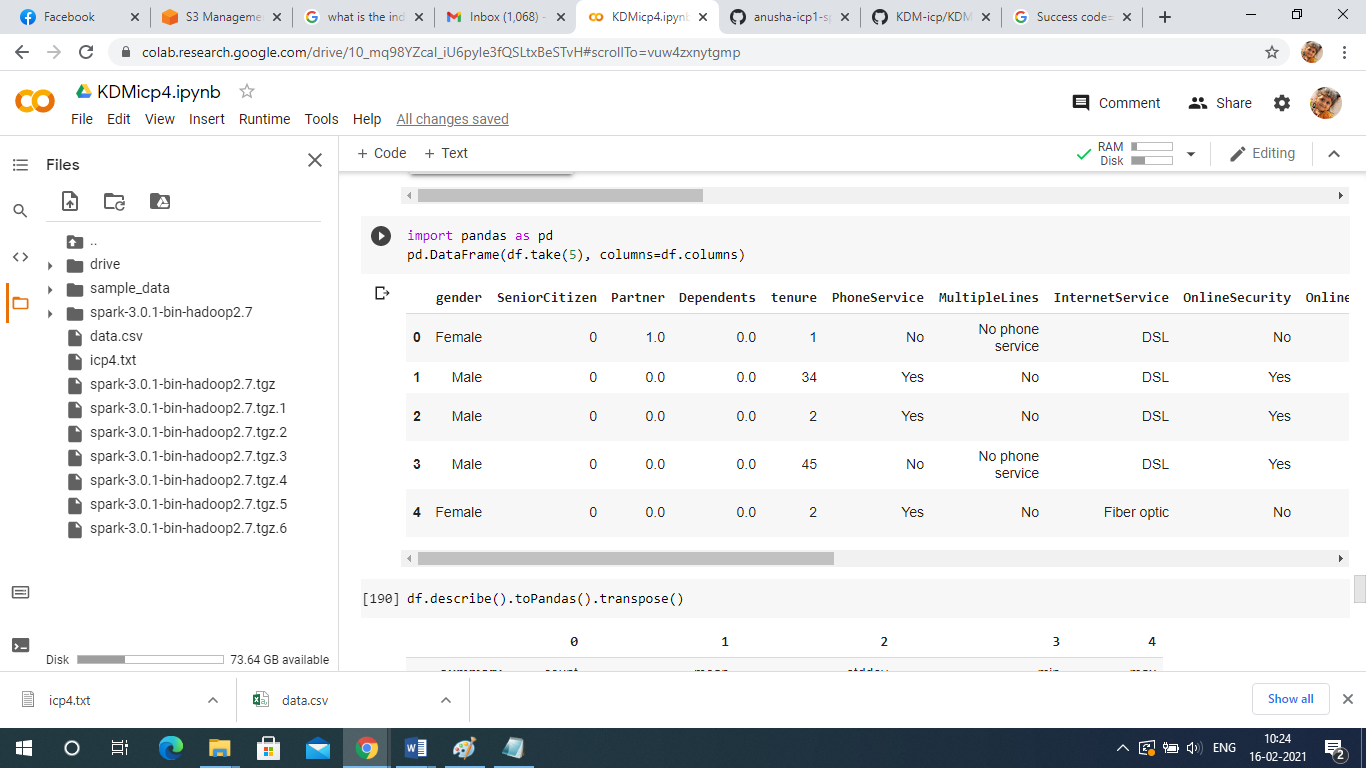 Facebook
S3 Manageme
what is the ind
Inbox (1,068) -
KDMicp4.ipynb
anusha-icp1-sp
KDM-icp/KDM
Success code=
colab.research.google.com/drive/10_mq98YZcaI_iU6pyle3fQSLtxBeSTvH#scrollTo=vuw4zxnytgmp
KDMicp4.ipynb
Comment
Share
File Edit View Insert Runtime Tools Help All changes saved
Files
+ Code + Text
RAM
Disk
Editing
..
drive
sample_data
spark-3.0.1-bin-hadoop2.7
data.csv
icp4.txt
spark-3.0.1-bin-hadoop2.7.tgz
spark-3.0.1-bin-hadoop2.7.tgz.1
spark-3.0.1-bin-hadoop2.7.tgz.2
spark-3.0.1-bin-hadoop2.7.tgz.3
spark-3.0.1-bin-hadoop2.7.tgz.4
spark-3.0.1-bin-hadoop2.7.tgz.5
spark-3.0.1-bin-hadoop2.7.tgz.6
Disk 73.64 GB available
import pandas as pd
pd.DataFrame(df.take(5), columns=df.columns)
gender SeniorCitizen Partner Dependents tenure PhoneService MultipleLines InternetService OnlineSecurity Online
0 Female 0 1.0 0.0 1 No No phone service DSL No
1 Male 0 0.0 0.0 34 Yes No DSL Yes
2 Male 0 0.0 0.0 2 Yes No DSL Yes
3 Male 0 0.0 0.0 45 No No phone service DSL Yes
4 Female 0 0.0 0.0 2 Yes No Fiber optic No
[190] df.describe().toPandas().transpose()
0 1 2 3 4
summary count mean stddev min max
icp4.txt
data.csv
Show all
ENG
10:24
16-02-2021
2